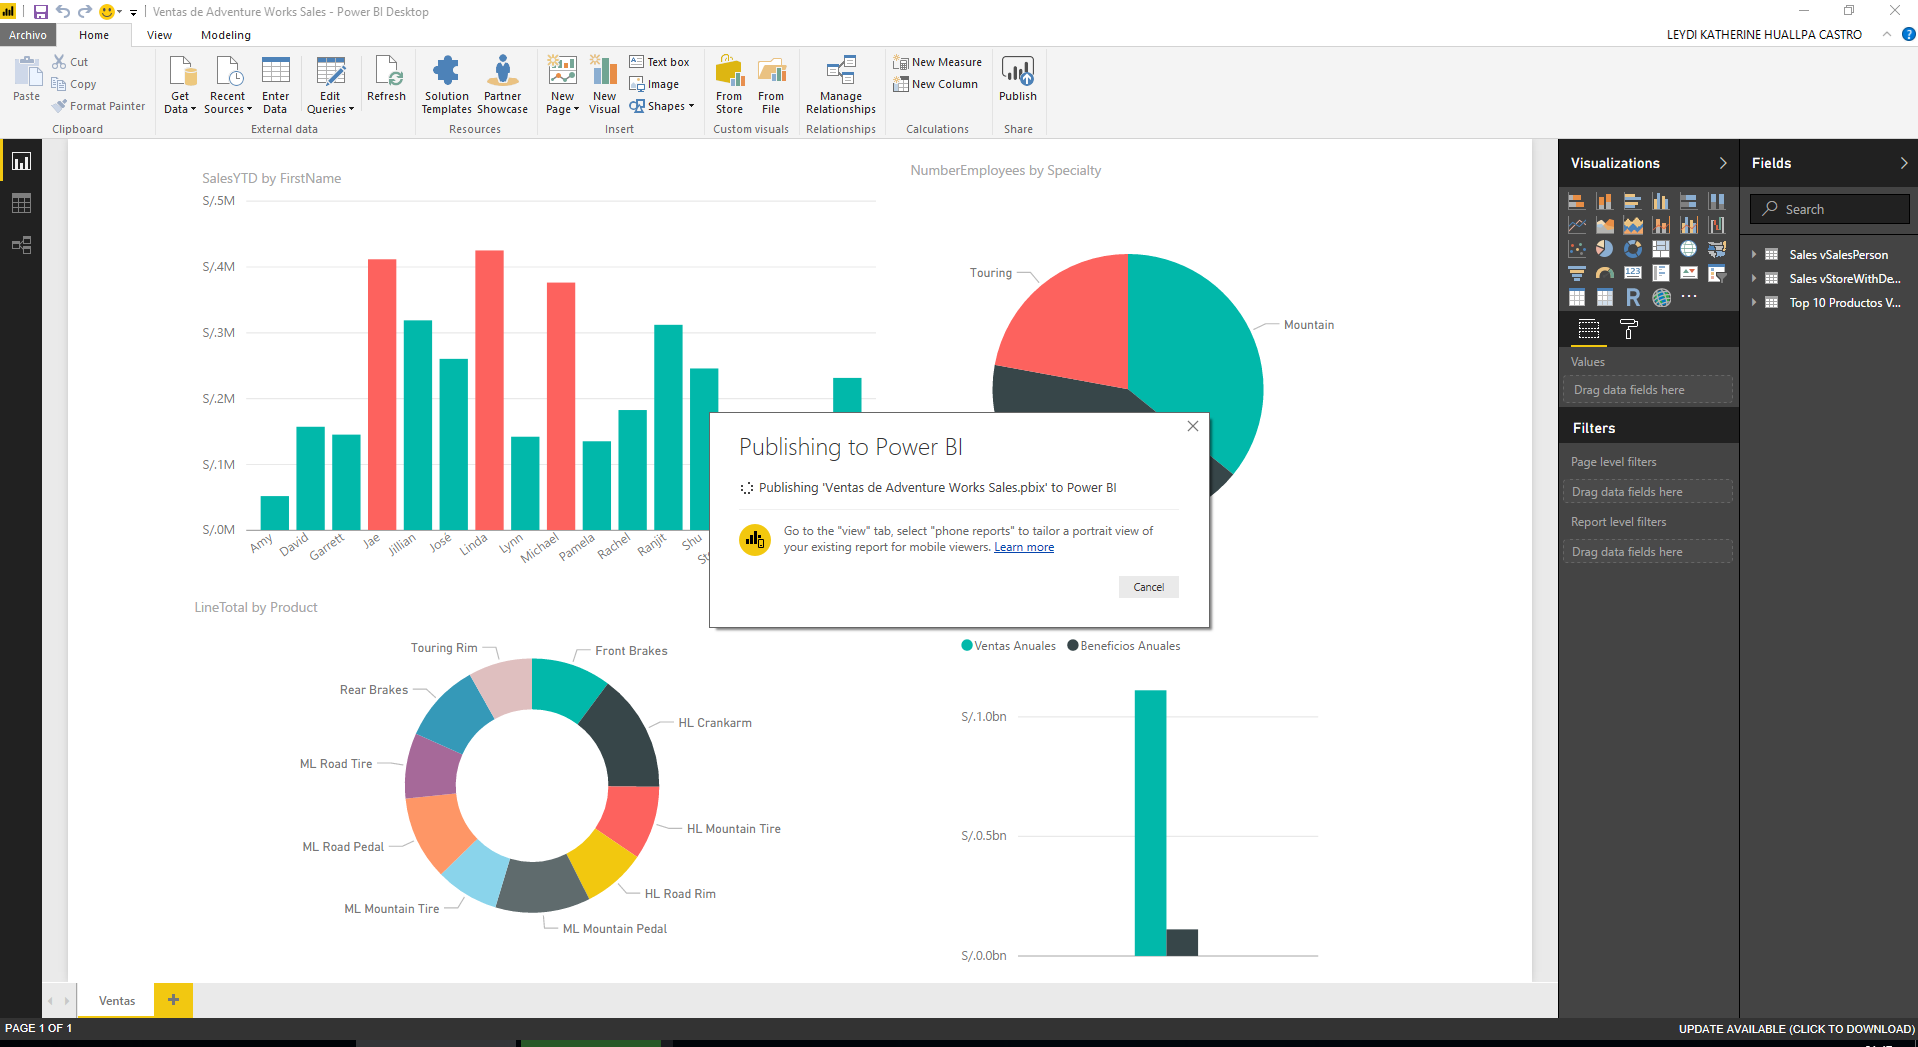 Ventas de Adventure Works Sales - Power BI Desktop
Archivo Home View Modeling LEYDI KATHERINE HUALLPA CASTRO
Paste Cut Copy Format Painter
Clipboard
Get Data Recent Sources Enter Data Edit Queries
External data
Refresh
Solution Templates Partner Showcase
Resources
New Page New Visual Text box Image Shapes
Insert
From Store From File
Custom visuals
Manage Relationships
Relationships
New Measure
New Column
Calculations
Publish
Share
SalesYTD by FirstName
S/.5M
S/.4M
S/.3M
S/.2M
S/.1M
S/.0M
Amy David Garrett Jae Jillian José Linda Lynn Michael Pamela Rachel Ranjit Shu
NumberEmployees by Specialty
Touring
Mountain
Publishing to Power BI
Publishing 'Ventas de Adventure Works Sales.pbix' to Power BI
Go to the "view" tab, select "phone reports" to tailor a portrait view of
your existing report for mobile viewers. Learn more
Cancel
LineTotal by Product
Touring Rim
Front Brakes
Rear Brakes
HL Crankarm
ML Road Tire
HL Mountain Tire
ML Road Pedal
HL Road Rim
ML Mountain Tire
ML Mountain Pedal
Ventas Anuales Beneficios Anuales
S/.1.0bn
S/.0.5bn
S/.0.0bn
Visualizations
123
R
Values
Drag data fields here
Filters
Page level filters
Drag data fields here
Report level filters
Drag data fields here
Fields
Search
Sales vSalesPerson
Sales vStoreWithDe...
Top 10 Productos V...
Ventas
PAGE 1 OF 1
UPDATE AVAILABLE (CLICK TO DOWNLOAD)